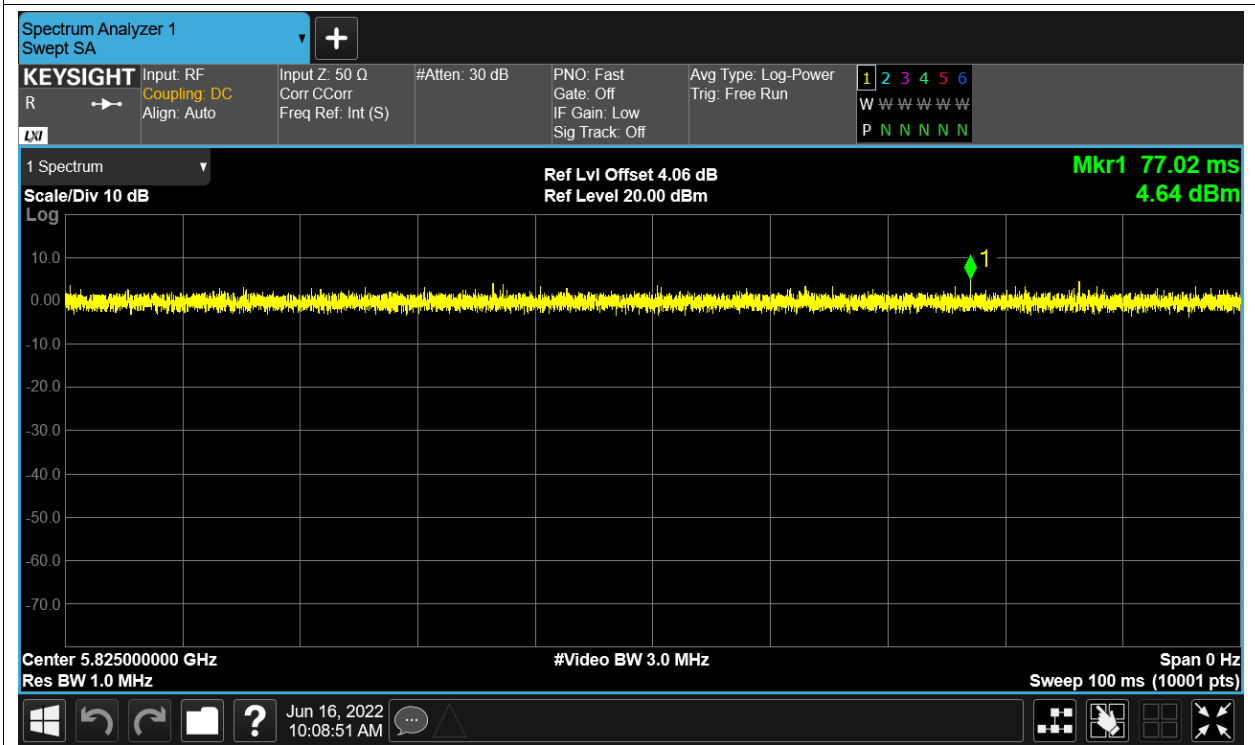 Spectrum Analyzer 1
Swept SA
KEYSIGHT
R
LXI
Input: RF
Coupling: DC
Align: Auto
Input Z: 50 Ω
Corr CCorr
Freq Ref: Int (S)
#Atten: 30 dB
PNO: Fast
Gate: Off
IF Gain: Low
Sig Track: Off
Avg Type: Log-Power
Trig: Free Run
1 2 3 4 5 6
W W W W W W
P N N N N N
1 Spectrum
Scale/Div 10 dB
Log
Ref Lvl Offset 4.06 dB
Ref Level 20.00 dBm
Mkr1 77.02 ms
4.64 dBm
1
10.0
0.00
-10.0
-20.0
-30.0
-40.0
-50.0
-60.0
-70.0
Center 5.825000000 GHz
Res BW 1.0 MHz
#Video BW 3.0 MHz
Span 0 Hz
Sweep 100 ms (10001 pts)
?
Jun 16, 2022
10:08:51 AM